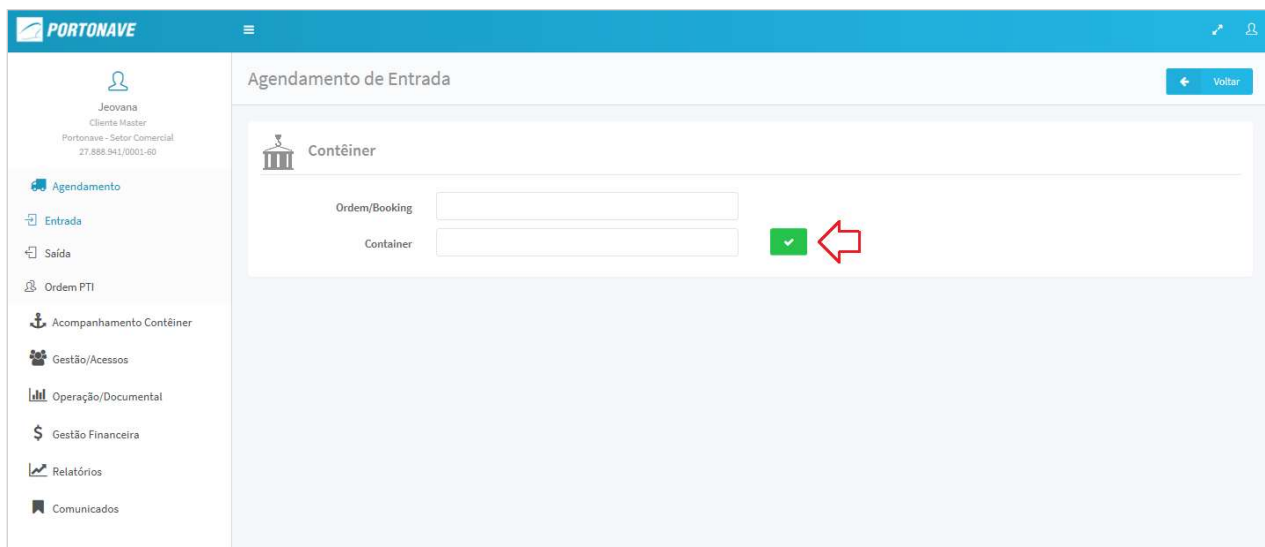 PORTONAVE
Jeovana
Cliente Master
Portonave - Setor Comercial
27.888.941/0001-60
Agendamento
Entrada
Saída
Ordem PTI
Acompanhamento Contêiner
Gestão/Acessos
Operação/Documental
Gestão Financeira
Relatórios
Comunicados
Agendamento de Entrada
Voltar
Contêiner
Ordem/Booking
Container